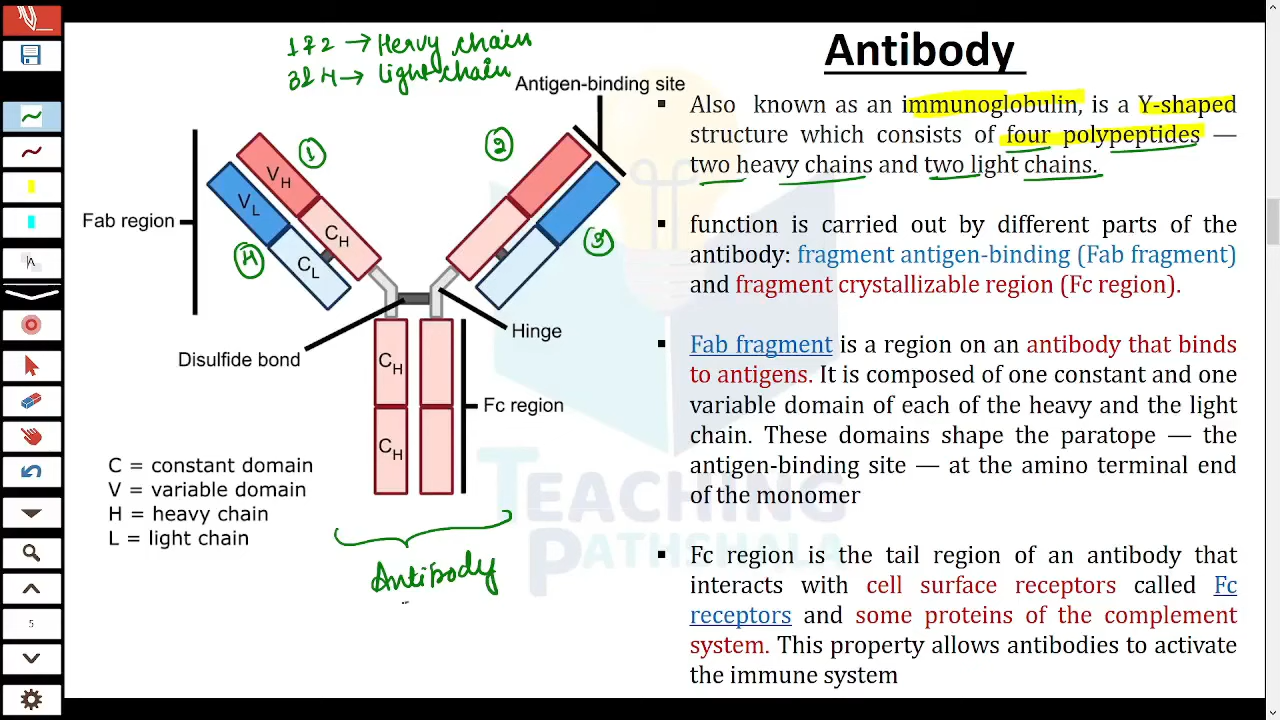 1 & 2 → Heavy chain
3 & 4 → light chain
Antigen-binding site
1
2
V H
V L
Fab region
C H
4
3
C L
Hinge
Disulfide bond
C H
Fc region
C H
C = constant domain
V = variable domain
H = heavy chain
L = light chain
Antibody
Antibody
Also known as an immunoglobulin, is a Y-shaped
structure which consists of four polypeptides —
two heavy chains and two light chains.
function is carried out by different parts of the
antibody: fragment antigen-binding (Fab fragment)
and fragment crystallizable region (Fc region).
Fab fragment is a region on an antibody that binds
to antigens. It is composed of one constant and one
variable domain of each of the heavy and the light
chain. These domains shape the paratope — the
antigen-binding site — at the amino terminal end
of the monomer
Fc region is the tail region of an antibody that
interacts with cell surface receptors called Fc
receptors and some proteins of the complement
system. This property allows antibodies to activate
the immune system
TEACHING
PATHSHALA
5